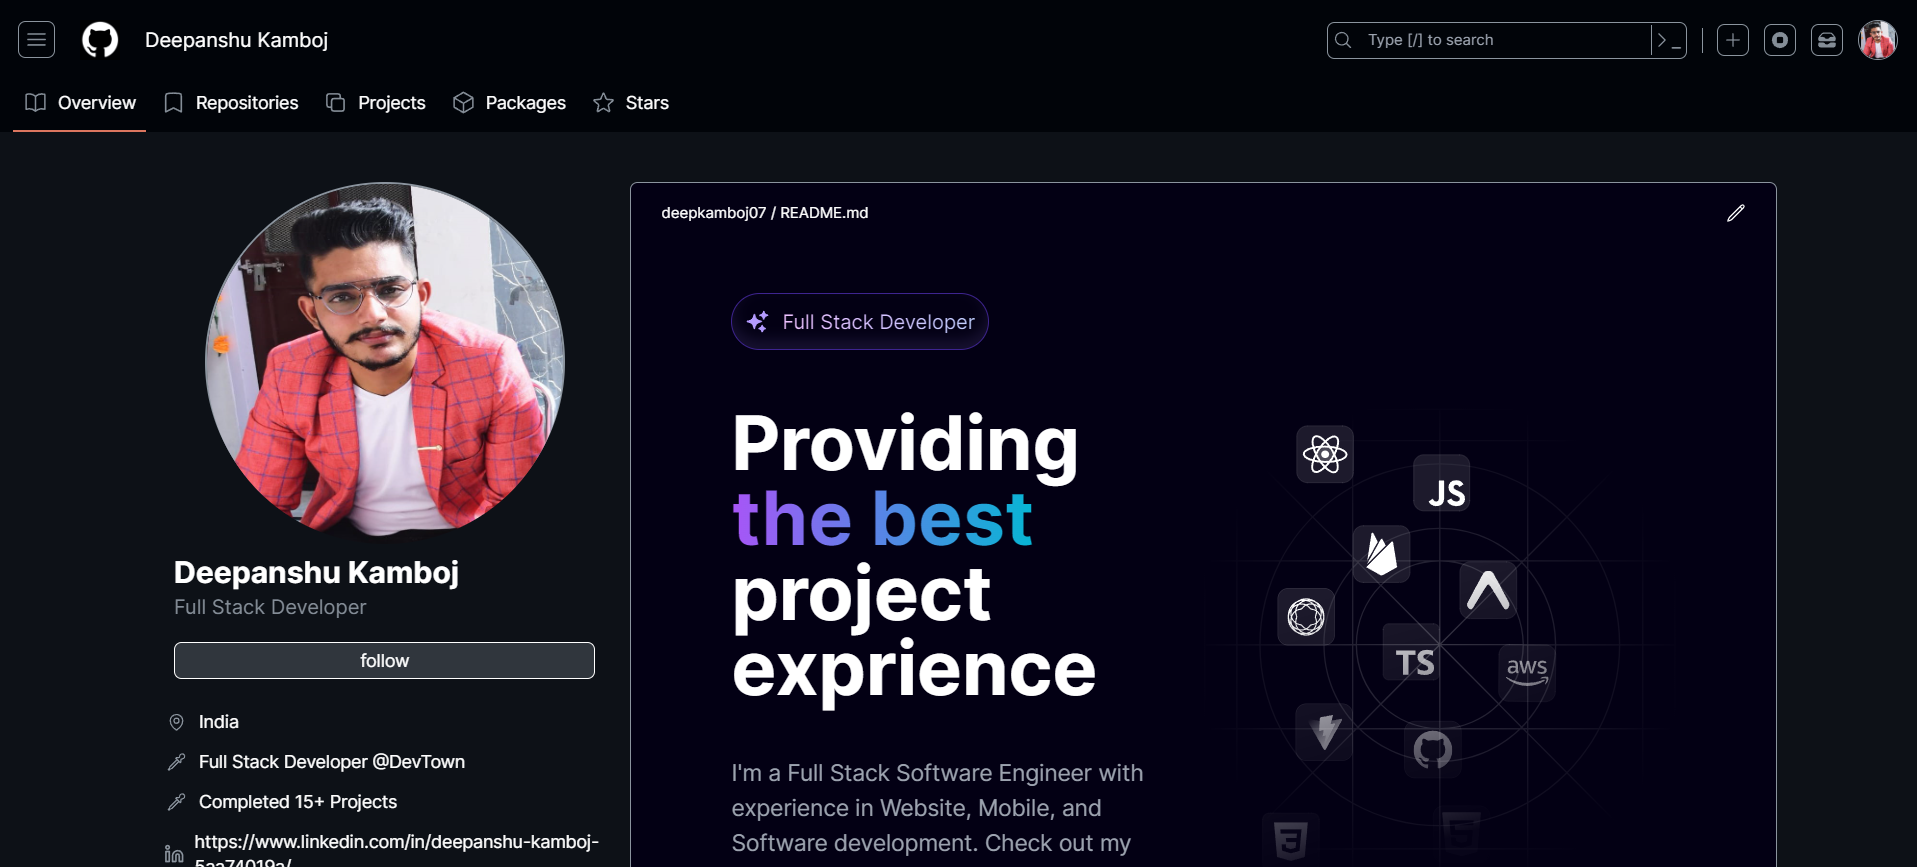 Deepanshu Kamboj
Type [/] to search
Overview
Repositories
Projects
Packages
Stars
Deepanshu Kamboj
Full Stack Developer
follow
India
Full Stack Developer @DevTown
Completed 15+ Projects
https://www.linkedin.com/in/deepanshu-kamboj-
5aa74019a/
deepkamboj07 / README.md
Full Stack Developer
Providing
the best
project
exprience
I'm a Full Stack Software Engineer with
experience in Website, Mobile, and
Software development. Check out my
JS
TS
aws
3
5